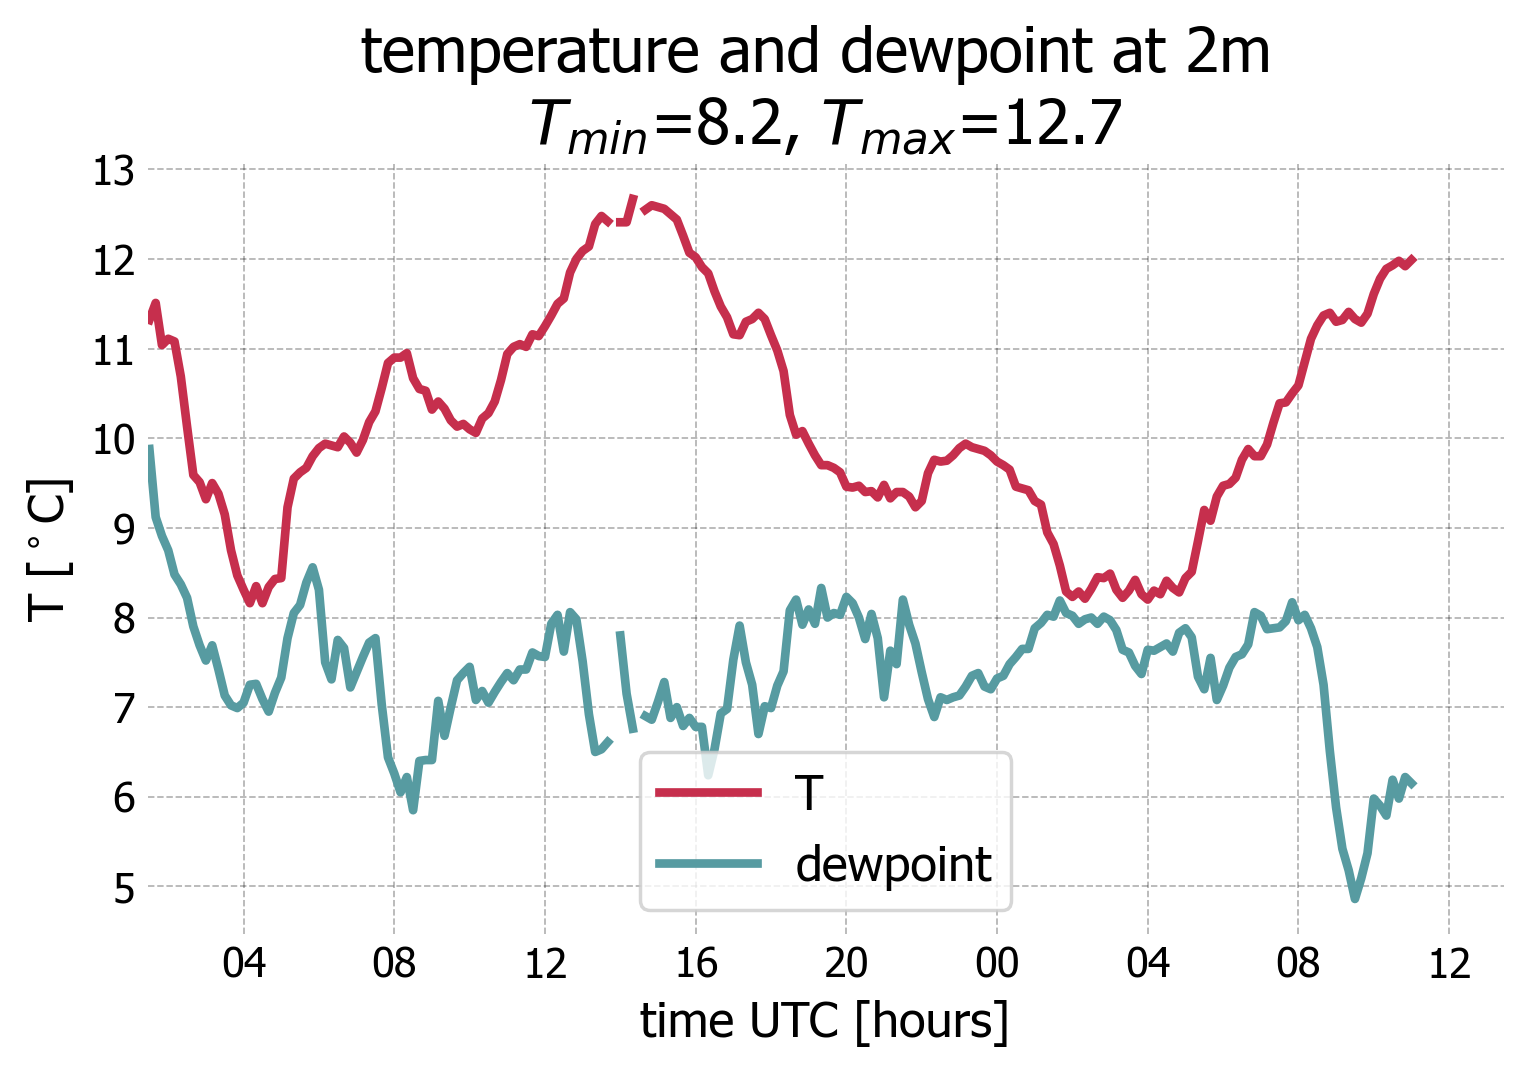 temperature and dewpoint at 2m
T_min=8.2, T_max=12.7
13
12
11
10
9
8
7
6
5
T [°C]
T
dewpoint
04 08 12 16 20 00 04 08 12
time UTC [hours]